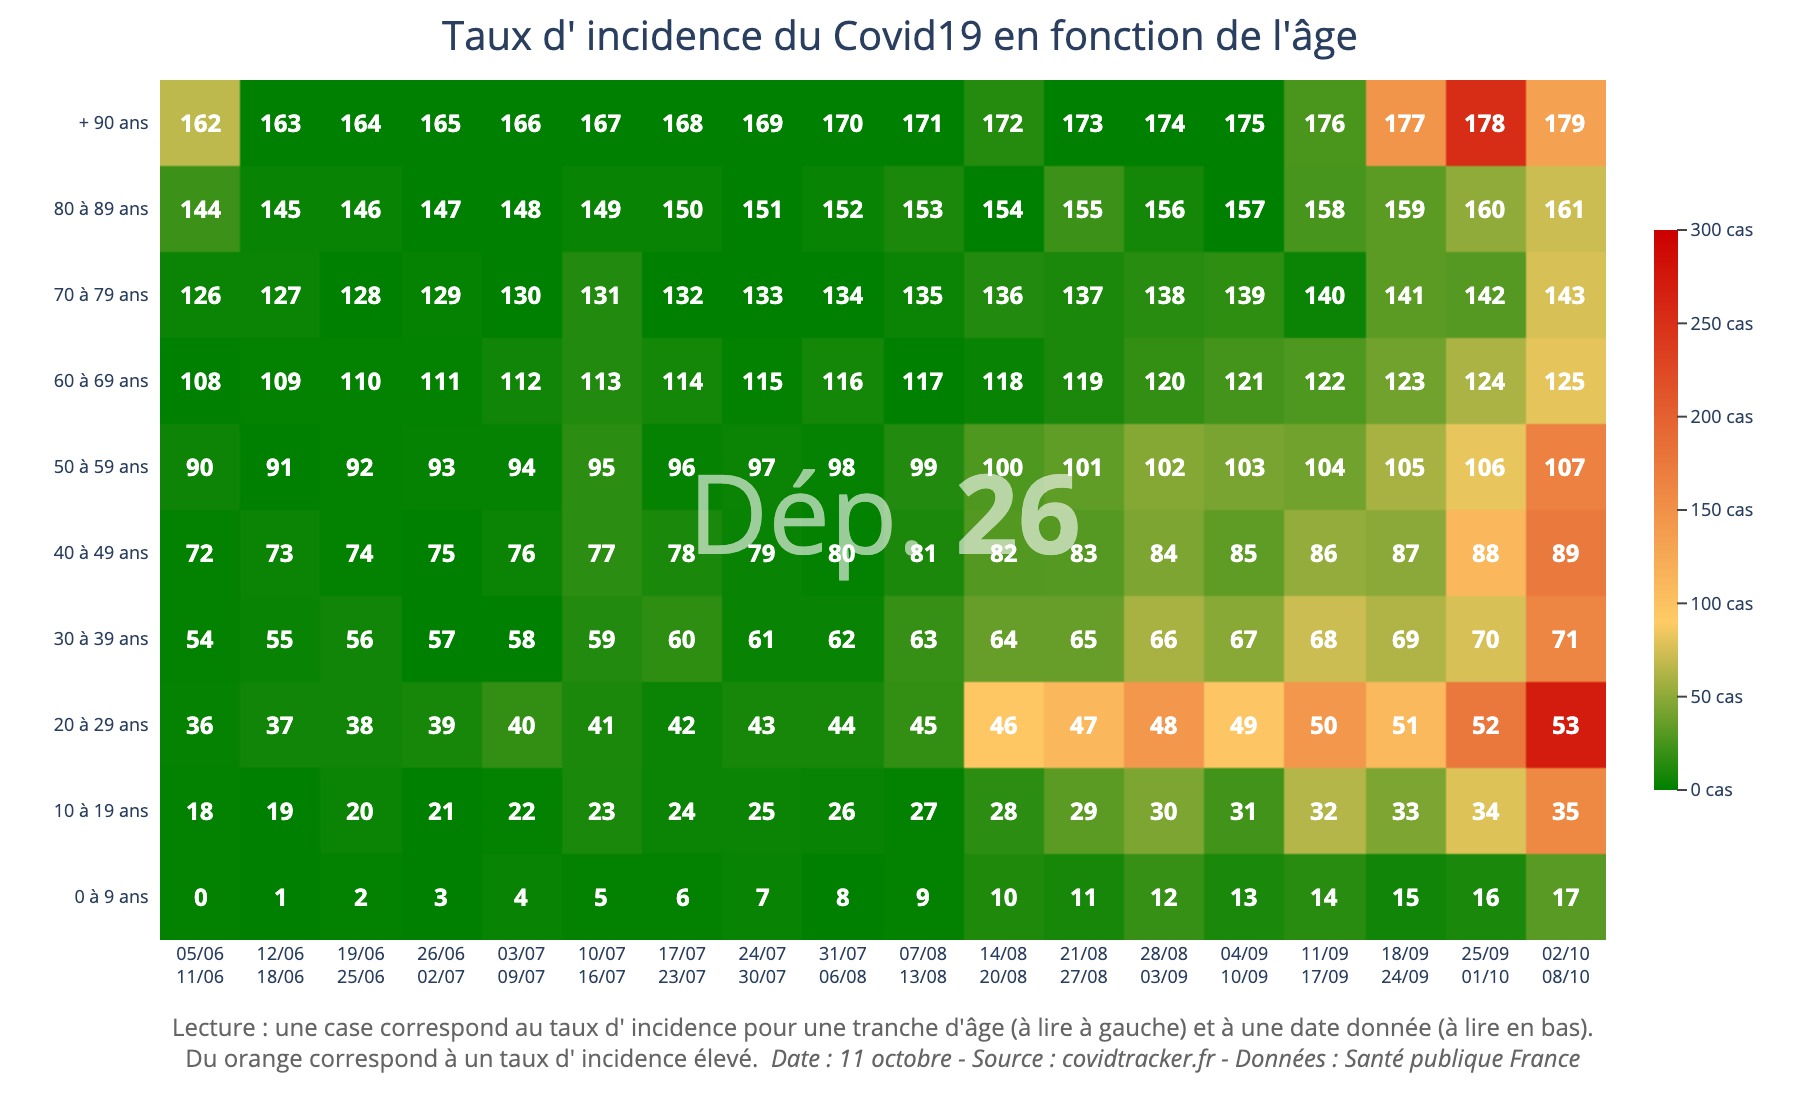 Taux d' incidence du Covid19 en fonction de l'âge
+ 90 ans 162 163 164 165 166 167 168 169 170 171 172 173 174 175 176 177 178 179
80 à 89 ans 144 145 146 147 148 149 150 151 152 153 154 155 156 157 158 159 160 161
70 à 79 ans 126 127 128 129 130 131 132 133 134 135 136 137 138 139 140 141 142 143
60 à 69 ans 108 109 110 111 112 113 114 115 116 117 118 119 120 121 122 123 124 125
50 à 59 ans 90 91 92 93 94 95 96 97 98 99 100 101 102 103 104 105 106 107
Dép. 26
40 à 49 ans 72 73 74 75 76 77 78 79 80 81 82 83 84 85 86 87 88 89
30 à 39 ans 54 55 56 57 58 59 60 61 62 63 64 65 66 67 68 69 70 71
20 à 29 ans 36 37 38 39 40 41 42 43 44 45 46 47 48 49 50 51 52 53
10 à 19 ans 18 19 20 21 22 23 24 25 26 27 28 29 30 31 32 33 34 35
0 à 9 ans 0 1 2 3 4 5 6 7 8 9 10 11 12 13 14 15 16 17
05/06 12/06 19/06 26/06 03/07 10/07 17/07 24/07 31/07 07/08 14/08 21/08 28/08 04/09 11/09 18/09 25/09 02/10
11/06 18/06 25/06 02/07 09/07 16/07 23/07 30/07 06/08 13/08 20/08 27/08 03/09 10/09 17/09 24/09 01/10 08/10
300 cas
250 cas
200 cas
150 cas
100 cas
50 cas
0 cas
Lecture : une case correspond au taux d' incidence pour une tranche d'âge (à lire à gauche) et à une date donnée (à lire en bas).
Du orange correspond à un taux d' incidence élevé. Date : 11 octobre - Source : covidtracker.fr - Données : Santé publique France